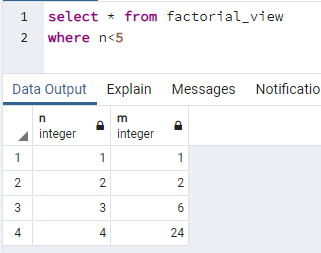 1 select * from factorial_view
2 where n<5
Data Output Explain Messages Notificatio
n m
integer integer
1 1 1
2 2 2
3 3 6
4 4 24